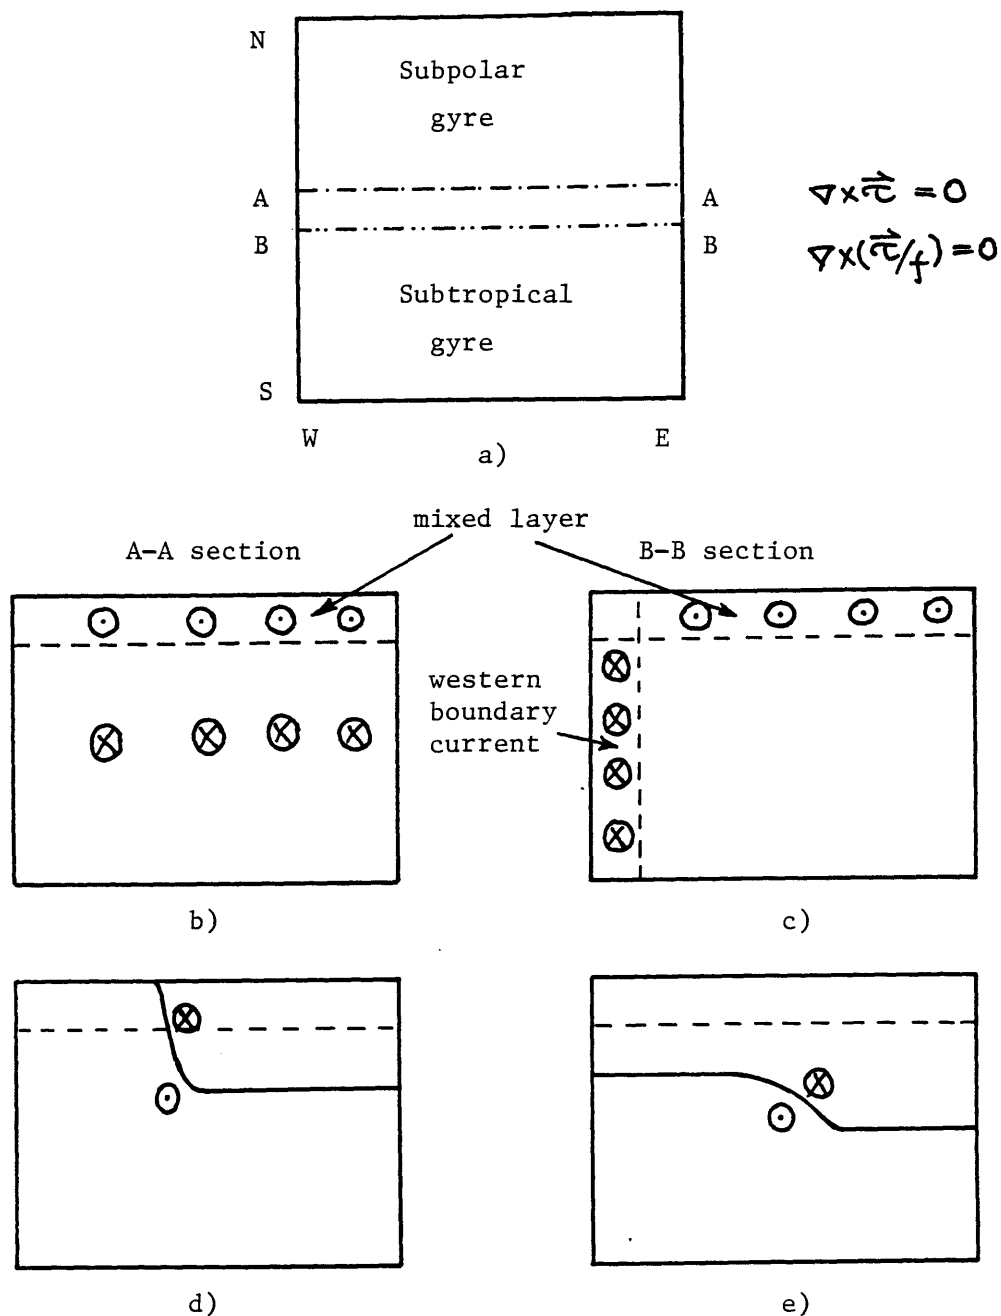 N
Subpolar
gyre
A A ∇×τ⃗ = 0
B B ∇×(τ⃗/f) = 0
Subtropical
gyre
S
W E
a)
mixed layer
A-A section B-B section
western
boundary
current
b) c)
d) e)